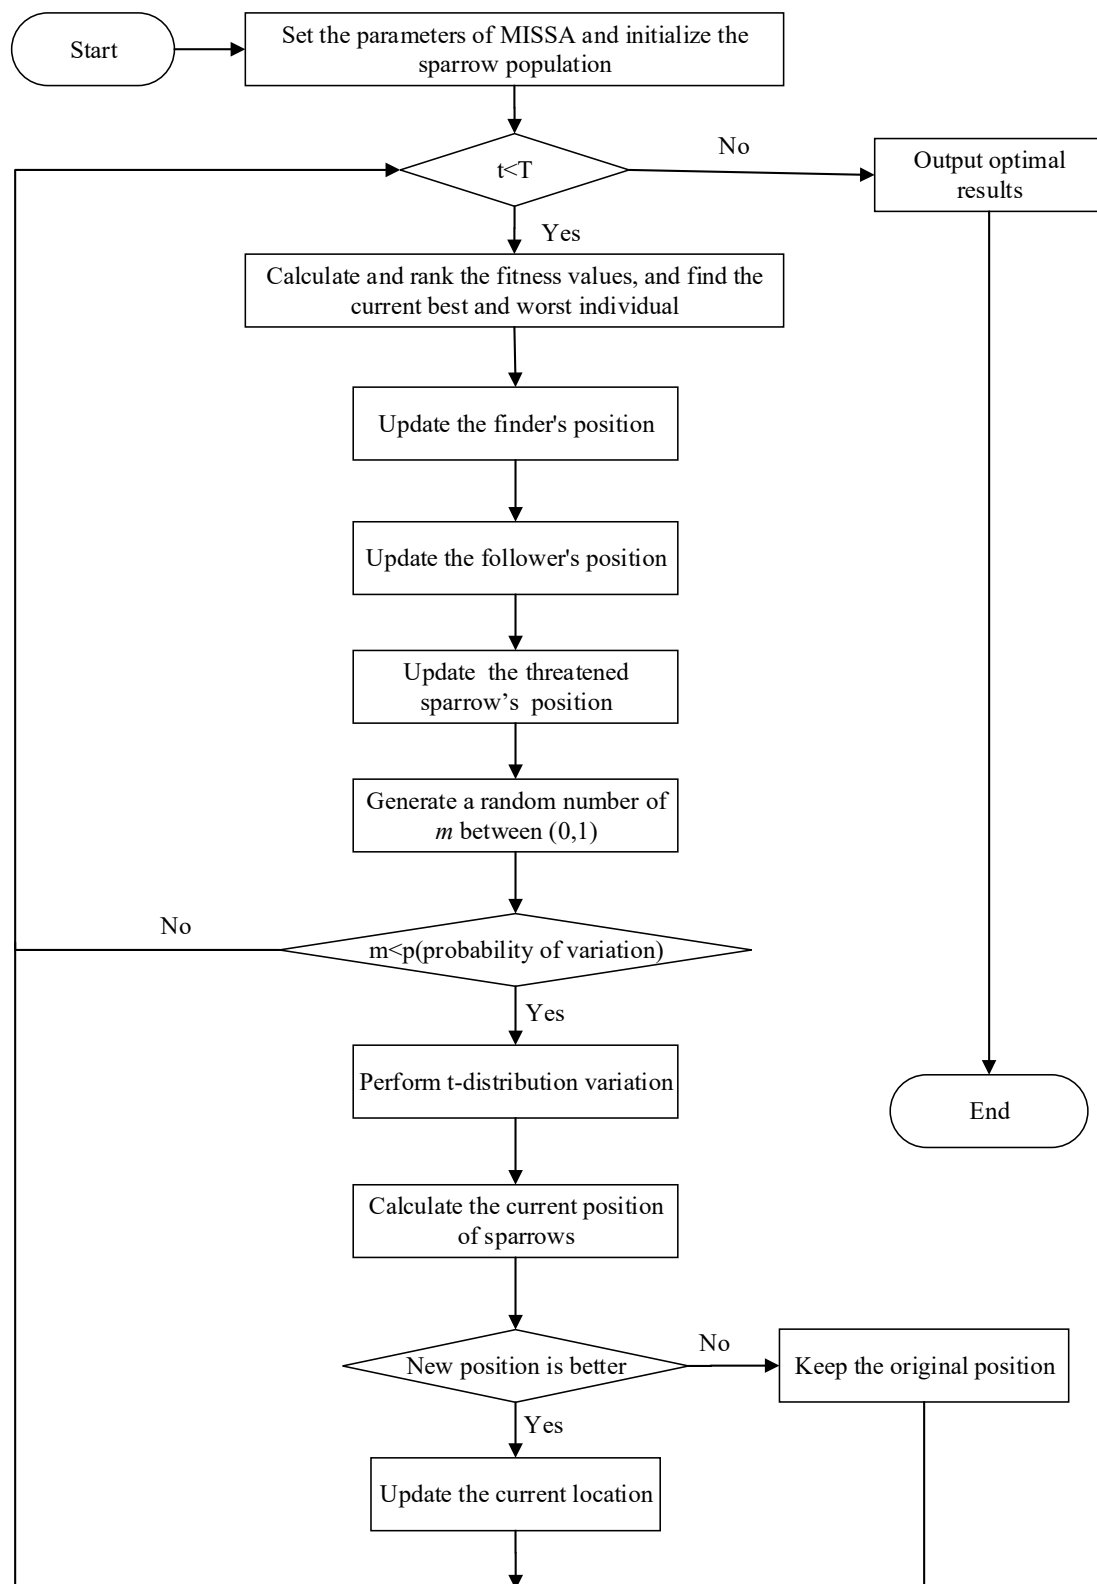 Start
Set the parameters of MISSA and initialize the
sparrow population
t<T
No
Output optimal
results
Yes
Calculate and rank the fitness values, and find the
current best and worst individual
Update the finder's position
Update the follower's position
Update the threatened
sparrow’s position
Generate a random number of
m between (0,1)
No
m<p(probability of variation)
Yes
Perform t-distribution variation
End
Calculate the current position
of sparrows
New position is better
No
Keep the original position
Yes
Update the current location